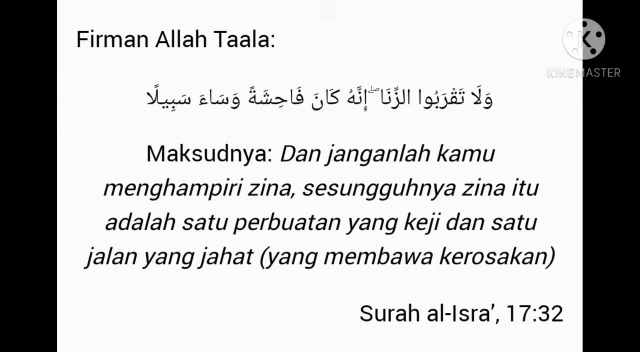 Firman Allah Taala:
KINEMASTER
وَلَا تَقْرَبُوا الزِّنَا ۖ إِنَّهُ كَانَ فَاحِشَةً وَسَاءَ سَبِيلًا
Maksudnya: Dan janganlah kamu
menghampiri zina, sesungguhnya zina itu
adalah satu perbuatan yang keji dan satu
jalan yang jahat (yang membawa kerosakan)
Surah al-Isra’, 17:32